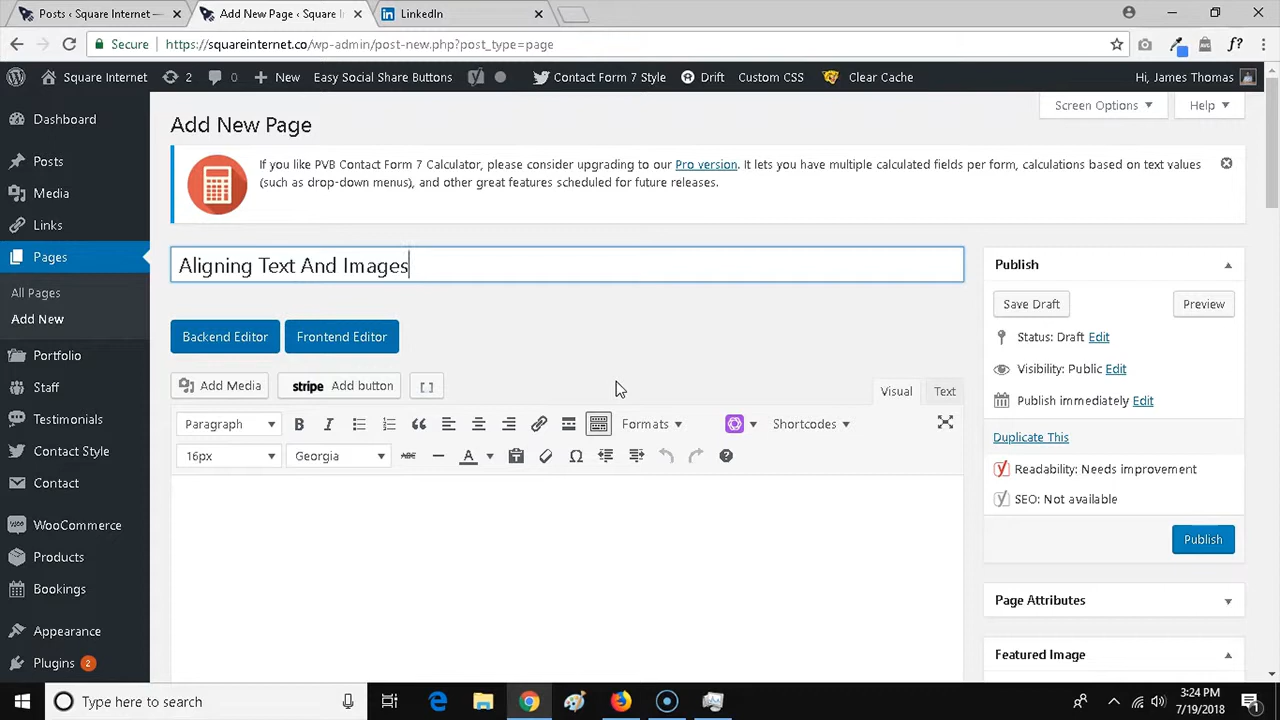 Posts ‹ Square Internet —
Add New Page ‹ Square I
LinkedIn
Secure
https://squareinternet.co/wp-admin/post-new.php?post_type=page
f?
Square Internet
2
0
New
Easy Social Share Buttons
Contact Form 7 Style
Drift
Custom CSS
Clear Cache
Hi, James Thomas
Screen Options
Help
Dashboard
Posts
Media
Links
Pages
All Pages
Add New
Portfolio
Staff
Testimonials
Contact Style
Contact
WooCommerce
Products
Bookings
Appearance
Plugins 2
Add New Page
If you like PVB Contact Form 7 Calculator, please consider upgrading to our Pro version. It lets you have multiple calculated fields per form, calculations based on text values
(such as drop-down menus), and other great features scheduled for future releases.
Aligning Text And Images
Backend Editor
Frontend Editor
Add Media
stripe Add button
[ ]
Visual
Text
Paragraph
B
I
Formats
Shortcodes
16px
Georgia
ABC
A
Ω
Publish
Save Draft
Preview
Status: Draft Edit
Visibility: Public Edit
Publish immediately Edit
Duplicate This
Readability: Needs improvement
SEO: Not available
Publish
Page Attributes
Featured Image
Type here to search
3:24 PM
7/19/2018
1